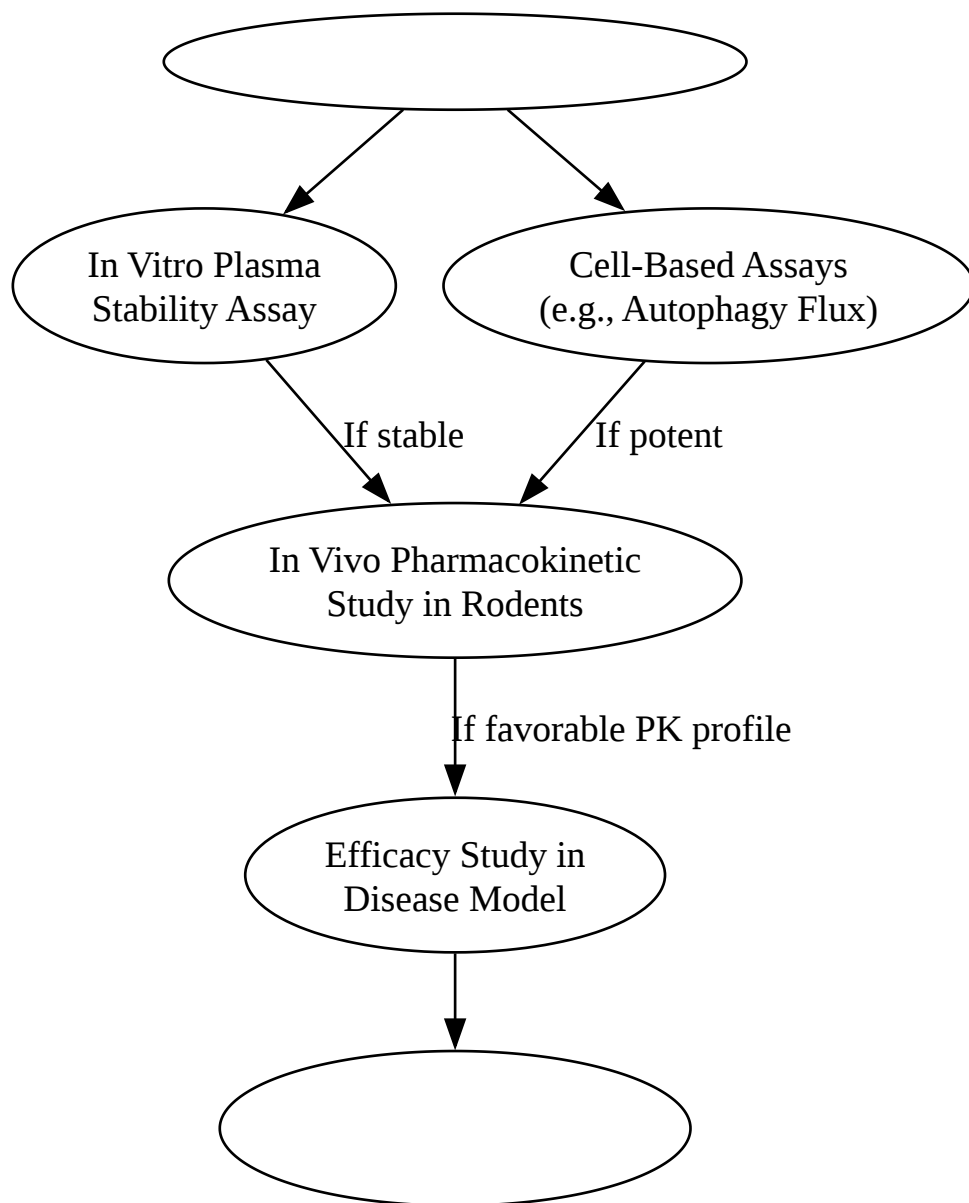 In Vitro Plasma
Stability Assay
Cell-Based Assays
(e.g., Autophagy Flux)
If stable
If potent
In Vivo Pharmacokinetic
Study in Rodents
If favorable PK profile
Efficacy Study in
Disease Model